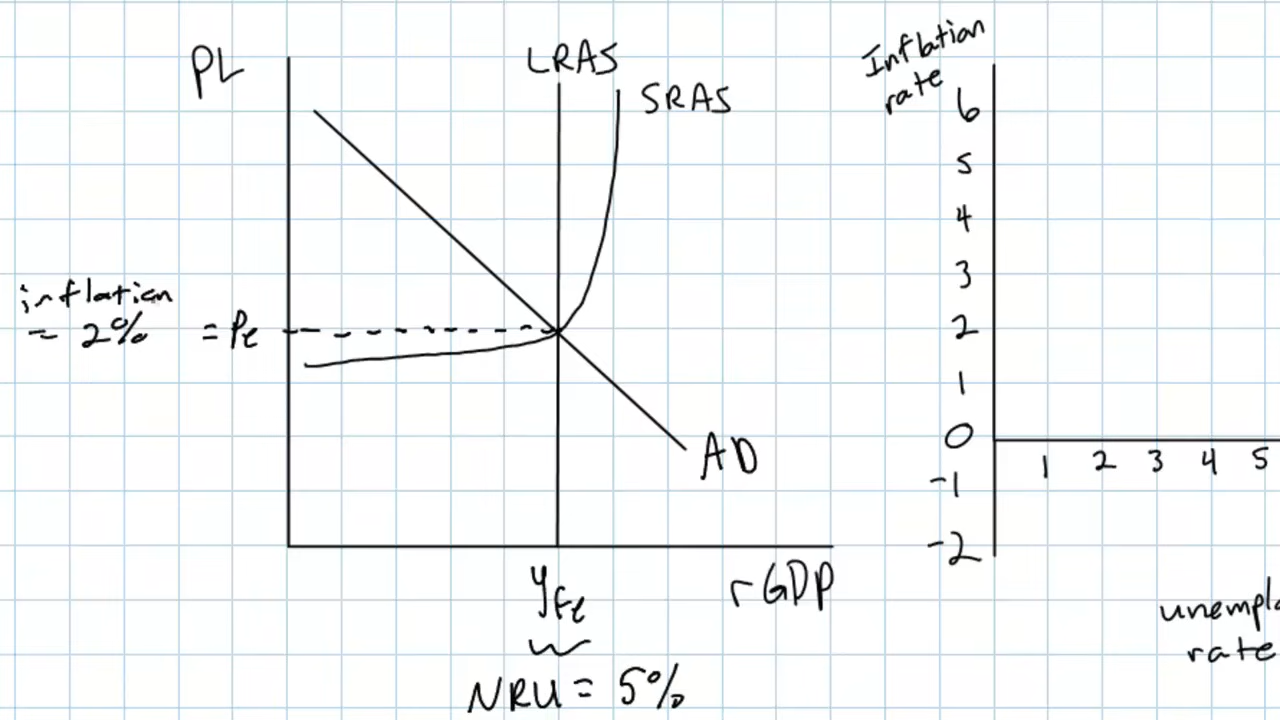 PL
LRAS
SRAS
inflation
= 2% = Pe
AD
yFe
rGDP
NRU = 5%
Inflation
rate
6
5
4
3
2
1
0
-1
-2
1 2 3 4 5
unempl
rate